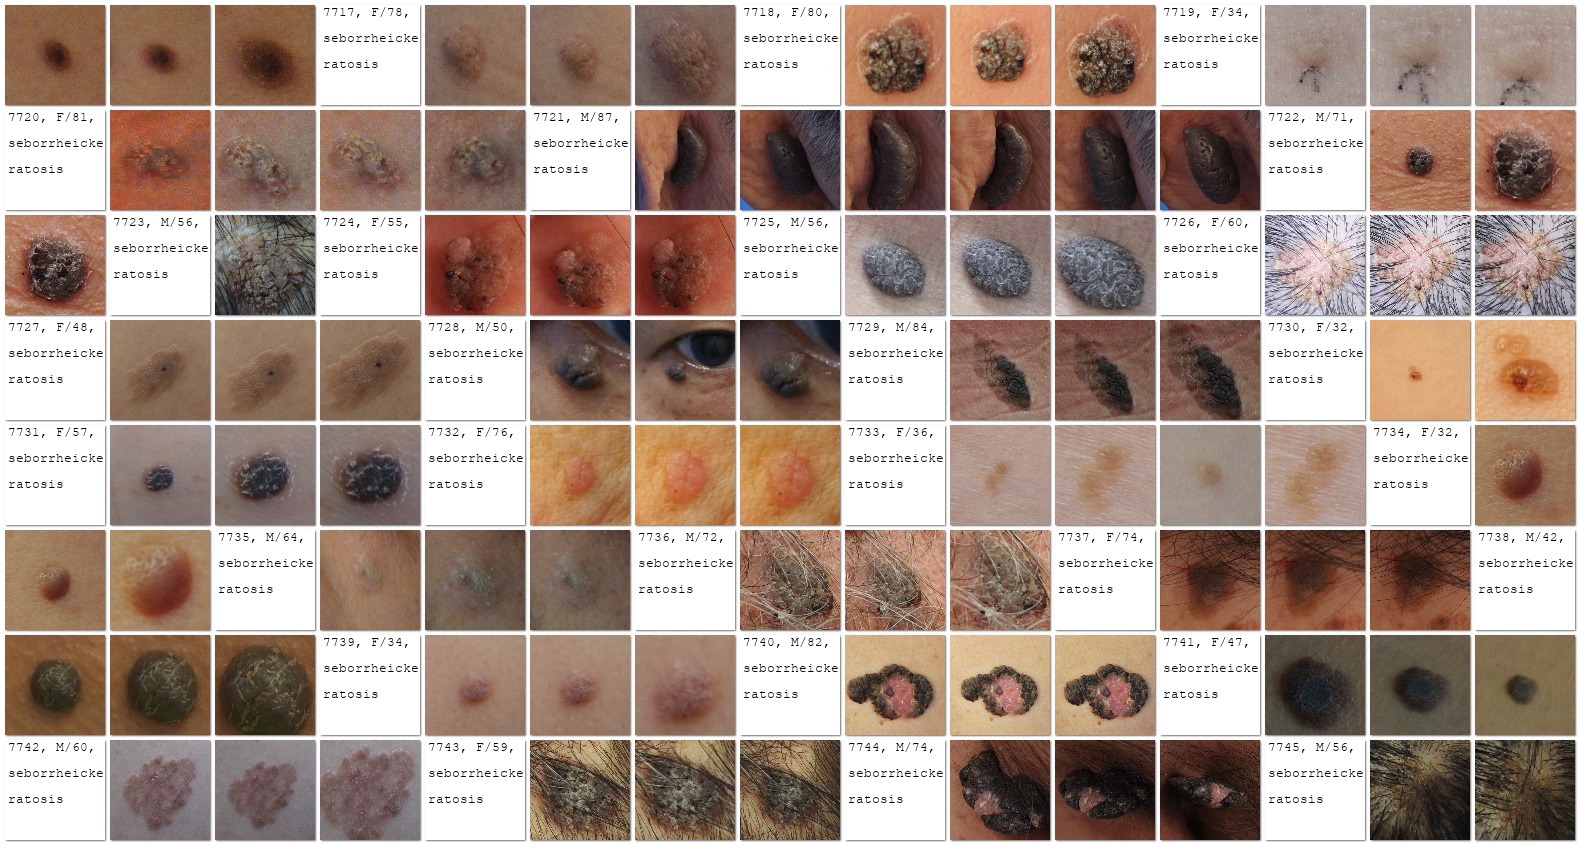 7717, F/78,
seborrheicke
ratosis
7718, F/80,
seborrheicke
ratosis
7719, F/34,
seborrheicke
ratosis
7720, F/81,
seborrheicke
ratosis
7721, M/87,
seborrheicke
ratosis
7722, M/71,
seborrheicke
ratosis
7723, M/56,
seborrheicke
ratosis
7724, F/55,
seborrheicke
ratosis
7725, M/56,
seborrheicke
ratosis
7726, F/60,
seborrheicke
ratosis
7727, F/48,
seborrheicke
ratosis
7728, M/50,
seborrheicke
ratosis
7729, M/84,
seborrheicke
ratosis
7730, F/32,
seborrheicke
ratosis
7731, F/57,
seborrheicke
ratosis
7732, F/76,
seborrheicke
ratosis
7733, F/36,
seborrheicke
ratosis
7734, F/32,
seborrheicke
ratosis
7735, M/64,
seborrheicke
ratosis
7736, M/72,
seborrheicke
ratosis
7737, F/74,
seborrheicke
ratosis
7738, M/42,
seborrheicke
ratosis
7739, F/34,
seborrheicke
ratosis
7740, M/82,
seborrheicke
ratosis
7741, F/47,
seborrheicke
ratosis
7742, M/60,
seborrheicke
ratosis
7743, F/59,
seborrheicke
ratosis
7744, M/74,
seborrheicke
ratosis
7745, M/56,
seborrheicke
ratosis